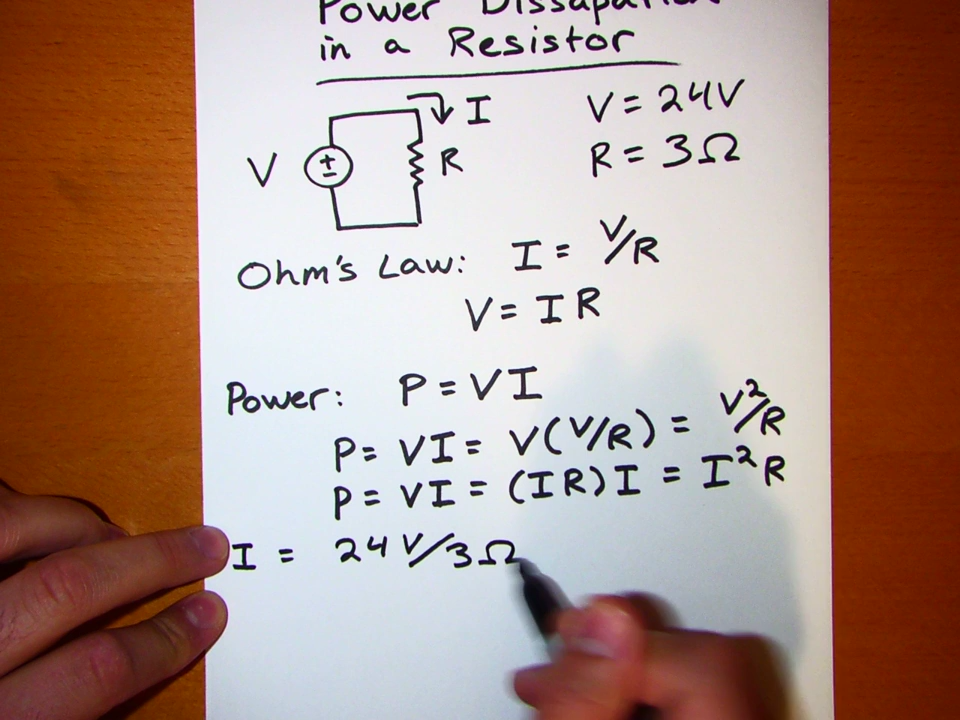 Power Dissapation
in a Resistor
V I R
V = 24V
R = 3Ω
Ohm's Law: I = V/R
V = IR
Power: P = VI
P = VI = V(V/R) = V²/R
P = VI = (IR)I = I²R
I = 24V/3Ω